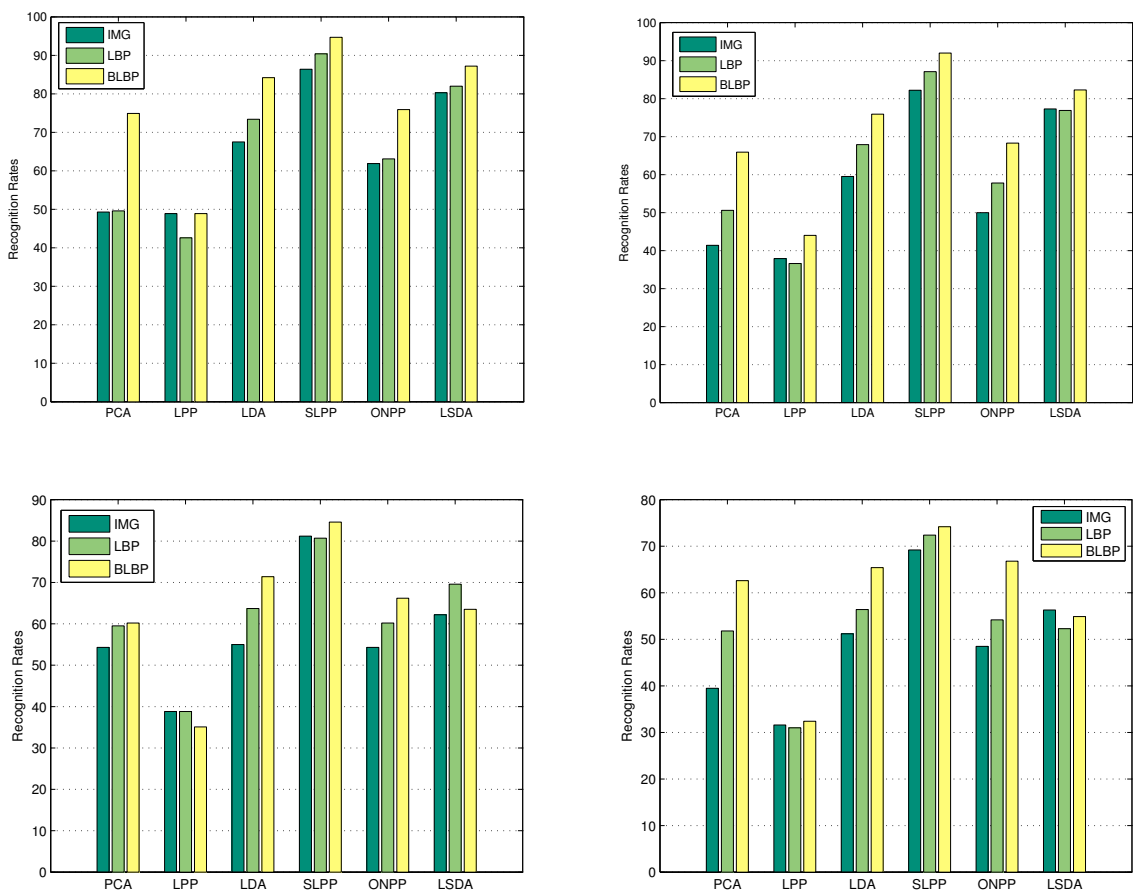 100
90
80
70
60
50
40
30
20
10
0
Recognition Rates
IMG
LBP
BLBP
PCA LPP LDA SLPP ONPP LSDA
100
90
80
70
60
50
40
30
20
10
0
Recognition Rates
IMG
LBP
BLBP
PCA LPP LDA SLPP ONPP LSDA
90
80
70
60
50
40
30
20
10
0
Recognition Rates
IMG
LBP
BLBP
PCA LPP LDA SLPP ONPP LSDA
80
70
60
50
40
30
20
10
0
Recognition Rates
IMG
LBP
BLBP
PCA LPP LDA SLPP ONPP LSDA